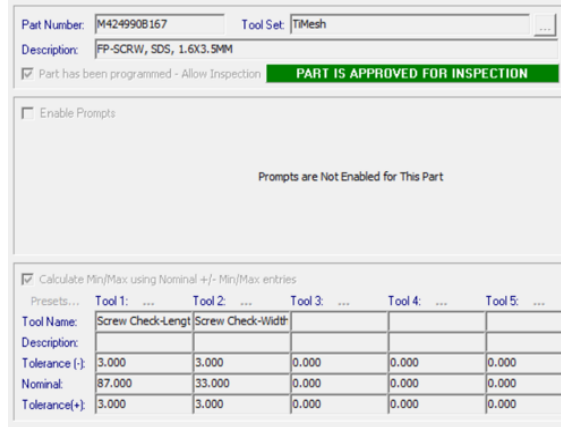 Part Number: M424990B167 Tool Set: TiMesh ...
Description: FP-SCRW, SDS, 1.6X3.5MM
Part has been programmed - Allow Inspection PART IS APPROVED FOR INSPECTION
Enable Prompts
Prompts are Not Enabled for This Part
Calculate Min/Max using Nominal +/- Min/Max entries
Presets... Tool 1: ... Tool 2: ... Tool 3: ... Tool 4: ... Tool 5: ...
Tool Name: Screw Check-Lengt Screw Check-Width
Description:
Tolerance (-): 3.000 3.000 0.000 0.000 0.000
Nominal: 87.000 33.000 0.000 0.000 0.000
Tolerance(+): 3.000 3.000 0.000 0.000 0.000